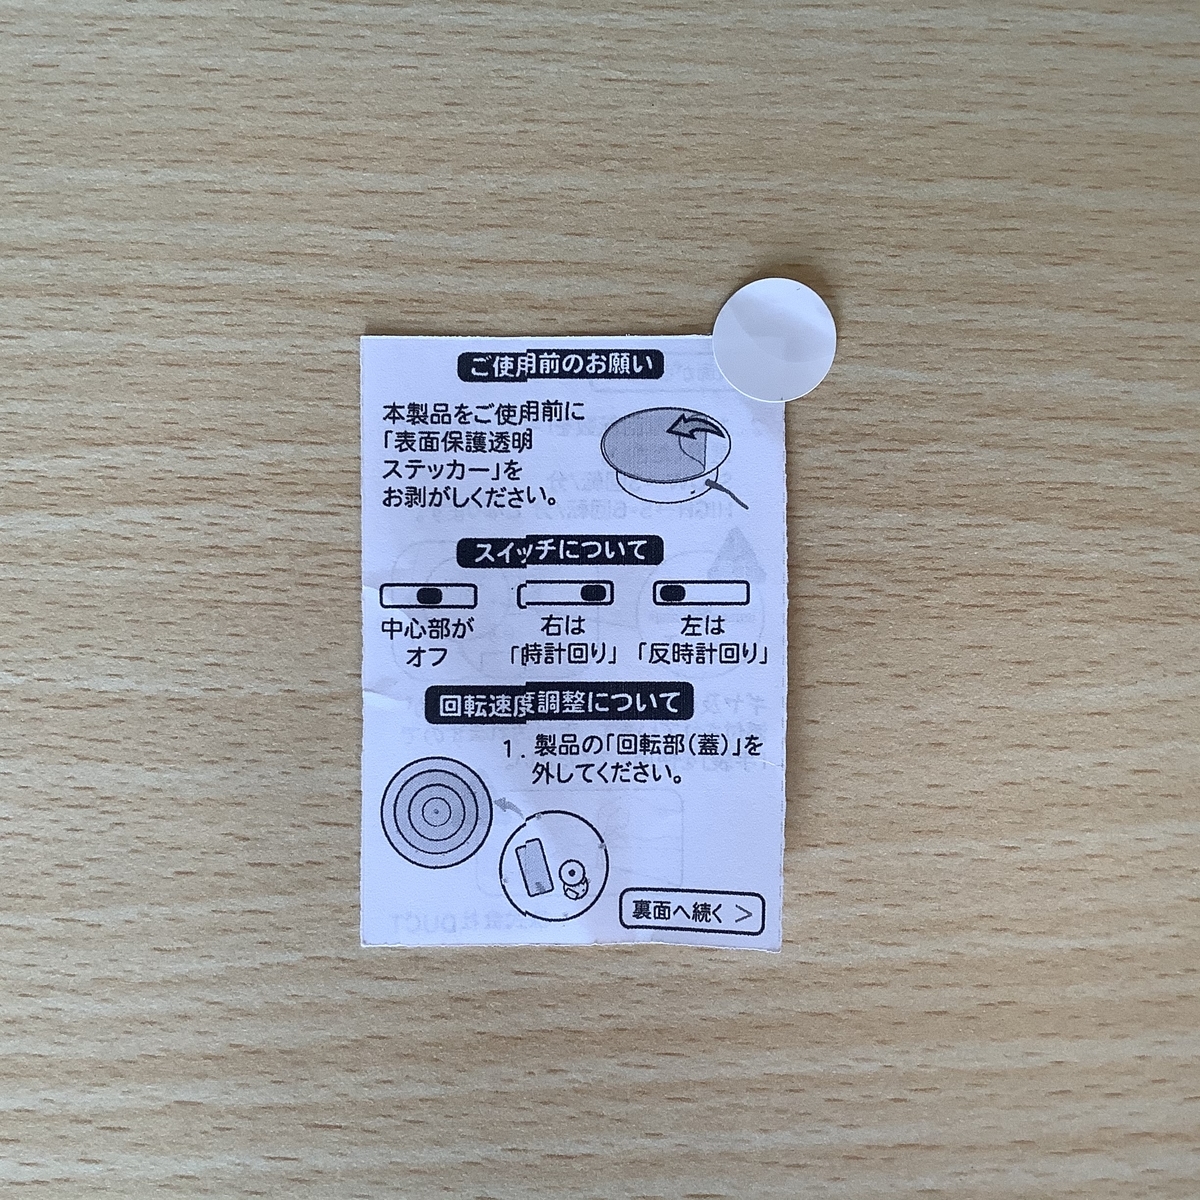 ご使用前のお願い
本製品をご使用前に
「表面保護透明
ステッカー」を
お剥がしください。
スイッチについて
中心部が
オフ
右は
「時計回り」
左は
「反時計回り」
回転速度調整について
1. 製品の「回転部(蓋)」を
外してください。
裏面へ続く >